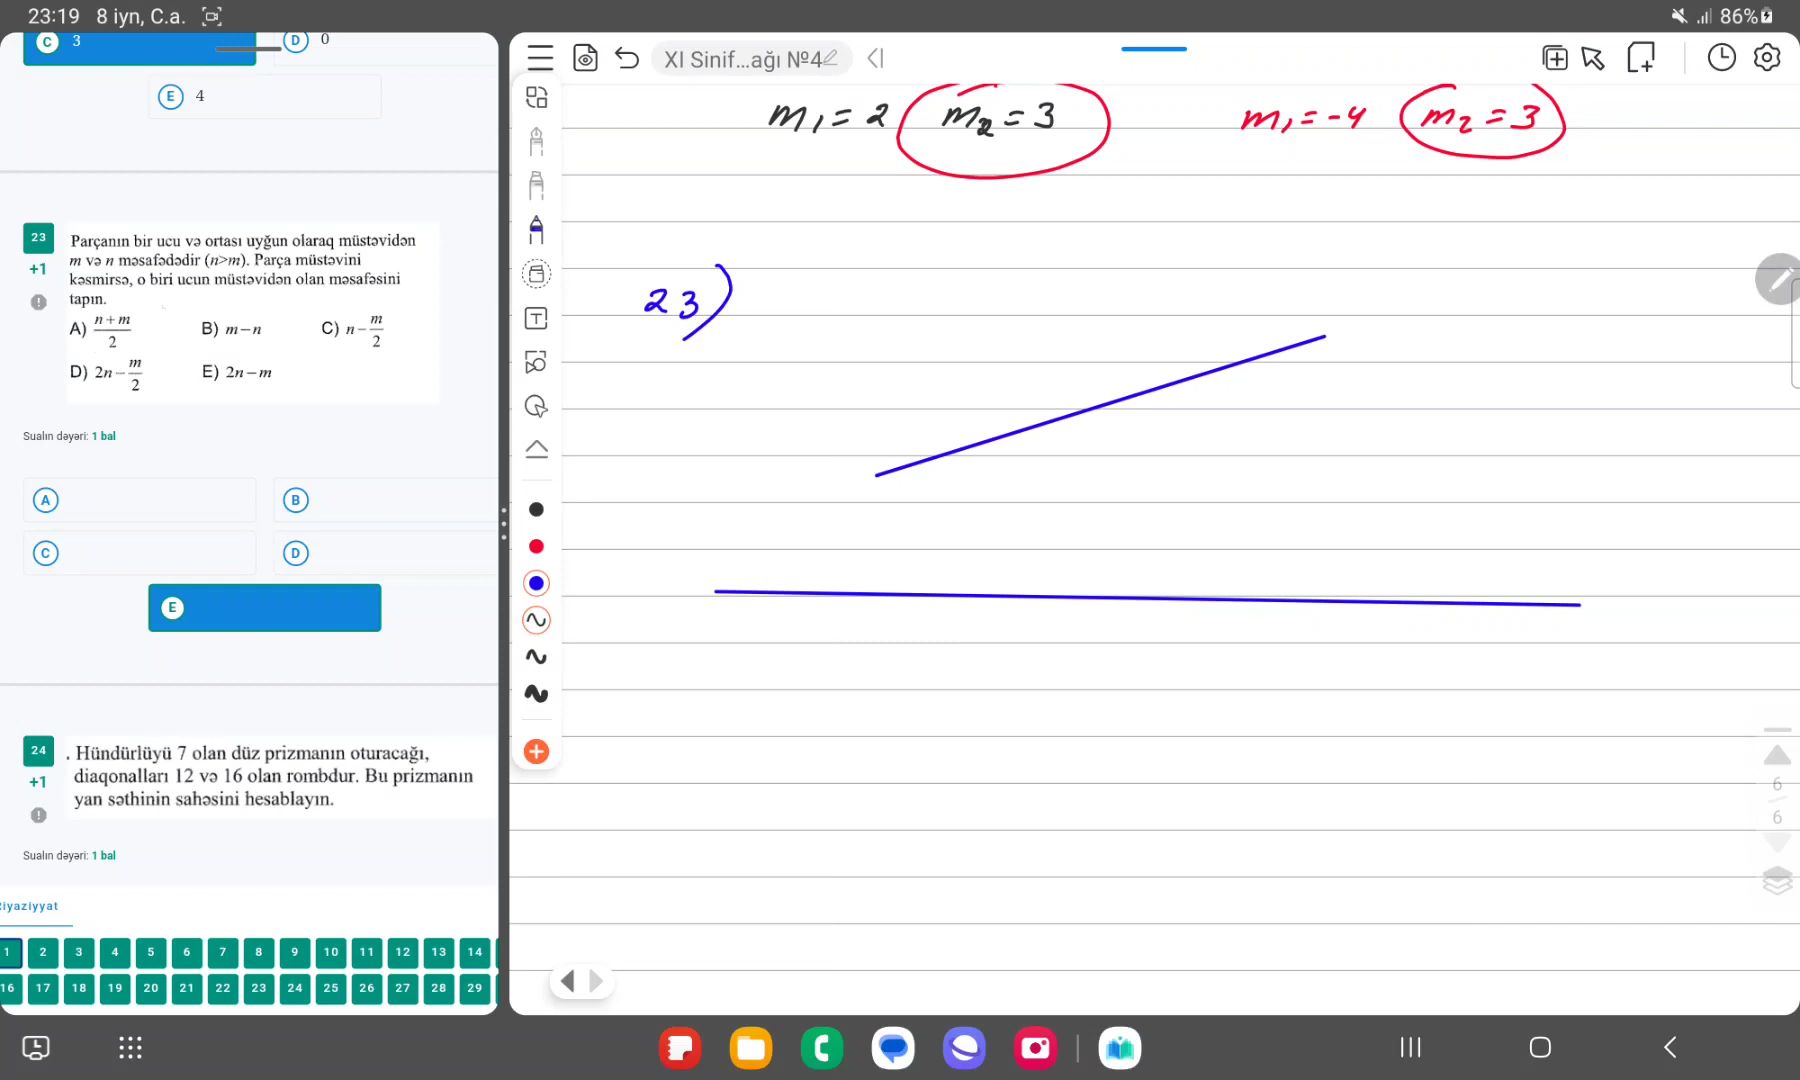 23:19 8 iyn, C.a. 86%
C 3
D 0
E 4
23
+1
Parçanın bir ucu və ortası uyğun olaraq müstəvidən
m və n məsafədədir (n>m). Parça müstəvini
kəsmirsə, o biri ucun müstəvidən olan məsafəsini
tapın.
A) \frac{n+m}{2} B) m−n C) n−\frac{m}{2}
D) 2n−\frac{m}{2} E) 2n−m
Sualın dəyəri: 1 bal
A
B
C
D
E
24
+1
. Hündürlüyü 7 olan düz prizmanın oturacağı,
diaqonalları 12 və 16 olan rombdur. Bu prizmanın
yan səthinin sahəsini hesablayın.
Sualın dəyəri: 1 bal
Riyaziyyat
1 2 3 4 5 6 7 8 9 10 11 12 13 14
16 17 18 19 20 21 22 23 24 25 26 27 28 29
XI Sinif...ağı №4
m₁ = 2 m₂ = 3 m₁ = -4 m₂ = 3
23)
6
6